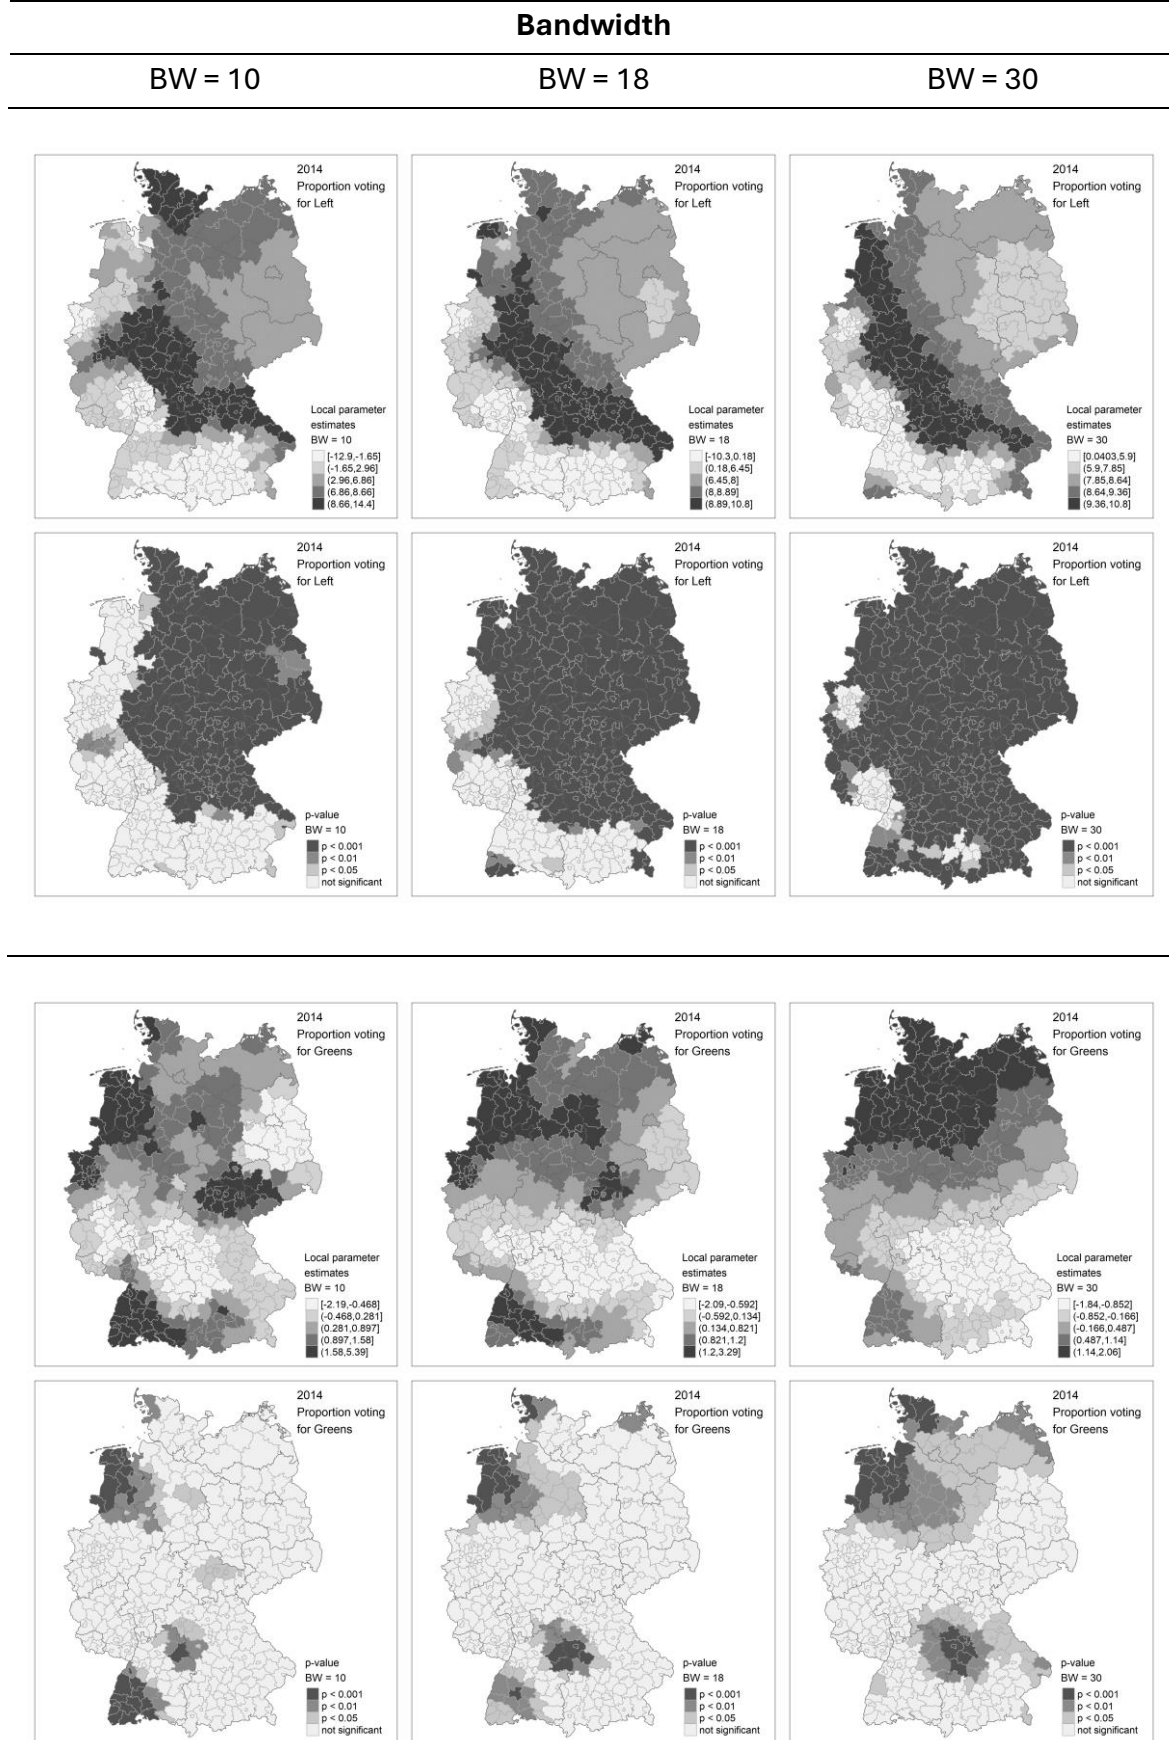 Bandwidth
BW = 10
BW = 18
BW = 30
2014
Proportion voting
for Left
Local parameter
estimates
BW = 10
[-12.9,-1.65]
(-1.65,2.96]
(2.96,6.86]
(6.86,8.66]
(8.66,14.4]
2014
Proportion voting
for Left
Local parameter
estimates
BW = 18
[-10.3,0.18]
(0.18,6.45]
(6.45,8]
(8,8.89]
(8.89,10.8]
2014
Proportion voting
for Left
Local parameter
estimates
BW = 30
[0.0403,5.9]
(5.9,7.85]
(7.85,8.64]
(8.64,9.36]
(9.36,10.8]
2014
Proportion voting
for Left
p-value
BW = 10
p < 0.001
p < 0.01
p < 0.05
not significant
2014
Proportion voting
for Left
p-value
BW = 18
p < 0.001
p < 0.01
p < 0.05
not significant
2014
Proportion voting
for Left
p-value
BW = 30
p < 0.001
p < 0.01
p < 0.05
not significant
2014
Proportion voting
for Greens
Local parameter
estimates
BW = 10
[-2.19,-0.468]
(-0.468,0.281]
(0.281,0.897]
(0.897,1.58]
(1.58,5.39]
2014
Proportion voting
for Greens
Local parameter
estimates
BW = 18
[-2.09,-0.592]
(-0.592,0.134]
(0.134,0.821]
(0.821,1.2]
(1.2,3.29]
2014
Proportion voting
for Greens
Local parameter
estimates
BW = 30
[-1.84,-0.852]
(-0.852,-0.166]
(-0.166,0.487]
(0.487,1.14]
(1.14,2.06]
2014
Proportion voting
for Greens
p-value
BW = 10
p < 0.001
p < 0.01
p < 0.05
not significant
2014
Proportion voting
for Greens
p-value
BW = 18
p < 0.001
p < 0.01
p < 0.05
not significant
2014
Proportion voting
for Greens
p-value
BW = 30
p < 0.001
p < 0.01
p < 0.05
not significant